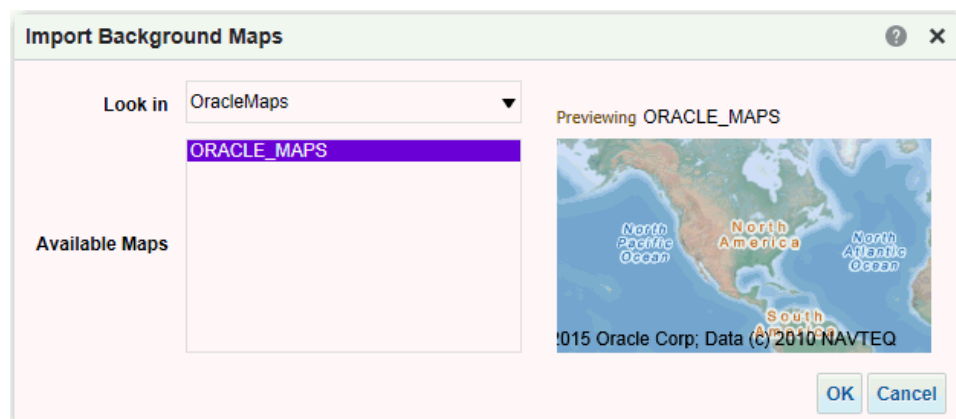 Import Background Maps
Look in
OracleMaps
Previewing ORACLE_MAPS
ORACLE_MAPS
Available Maps
North
Pacific
Ocean
North
America
North
Atlantic
Ocean
South
America
2015 Oracle Corp; Data (c) 2010 NAVTEQ
OK
Cancel